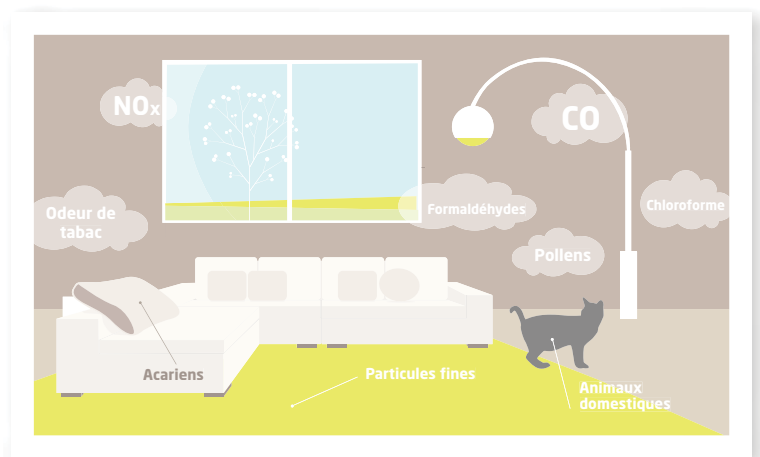 NOx
CO
Odeur de
tabac
Formaldéhydes
Chloroforme
Pollens
Acariens
Particules fines
Animaux
domestiques